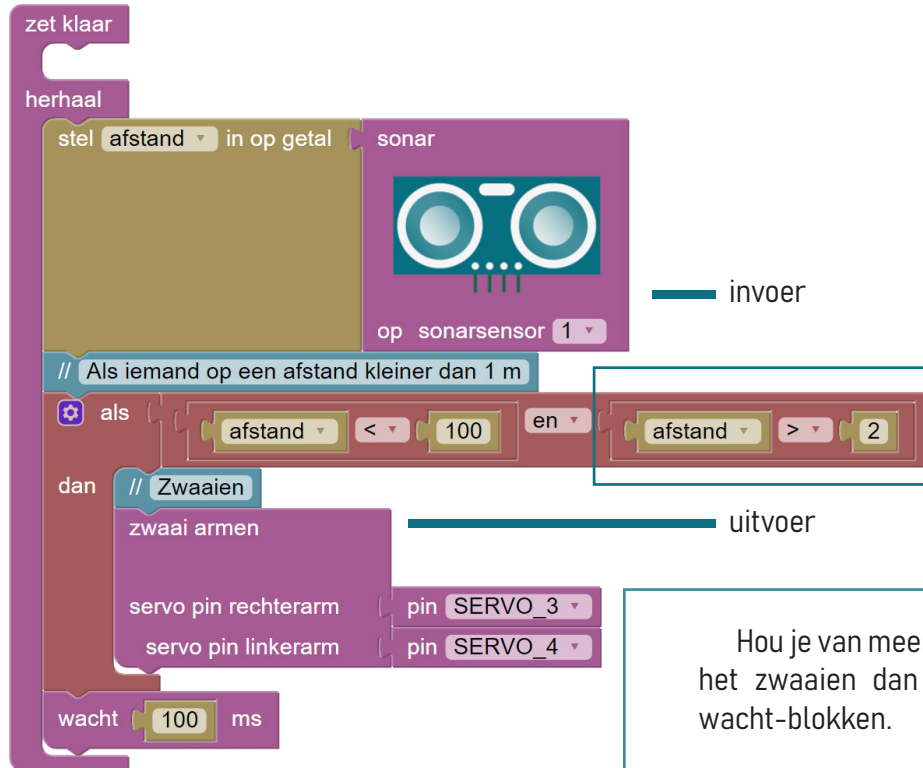 zet klaar
herhaal
stel afstand in op getal sonar
op sonarsensor 1
invoer
// Als iemand op een afstand kleiner dan 1 m
als afstand < 100 en afstand > 2
dan // Zwaaien
zwaai armen
uitvoer
servo pin rechterarm pin SERVO_3
servo pin linkerarm pin SERVO_4
wacht 100 ms
Hou je van mee
het zwaaien dan
wacht-blokken.